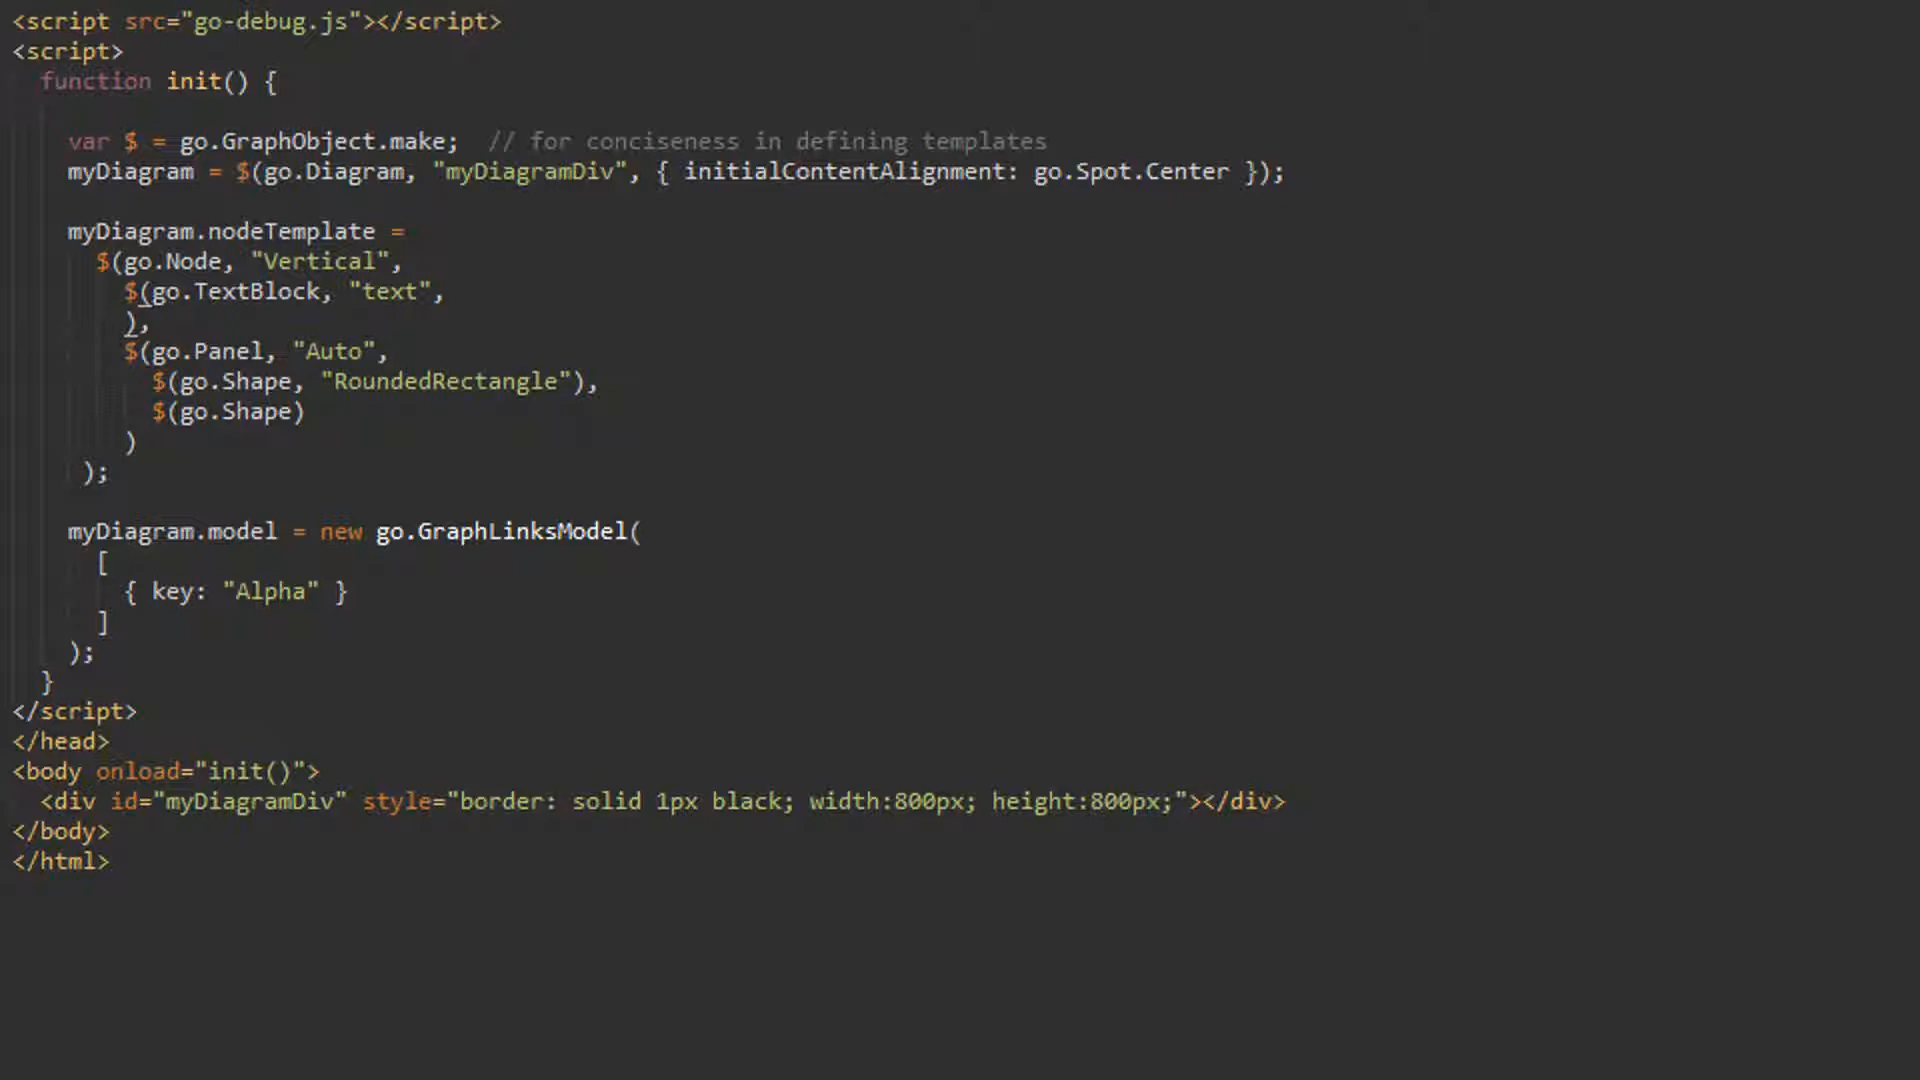 <script src="go-debug.js"></script>
<script>
  function init() {

    var $ = go.GraphObject.make;  // for conciseness in defining templates
    myDiagram = $(go.Diagram, "myDiagramDiv", { initialContentAlignment: go.Spot.Center });

    myDiagram.nodeTemplate =
      $(go.Node, "Vertical",
        $(go.TextBlock, "text",
        ),
        $(go.Panel, "Auto",
          $(go.Shape, "RoundedRectangle"),
          $(go.Shape)
        )
     );

    myDiagram.model = new go.GraphLinksModel(
      [
        { key: "Alpha" }
      ]
    );
  }
</script>
</head>
<body onload="init()">
  <div id="myDiagramDiv" style="border: solid 1px black; width:800px; height:800px;"></div>
</body>
</html>